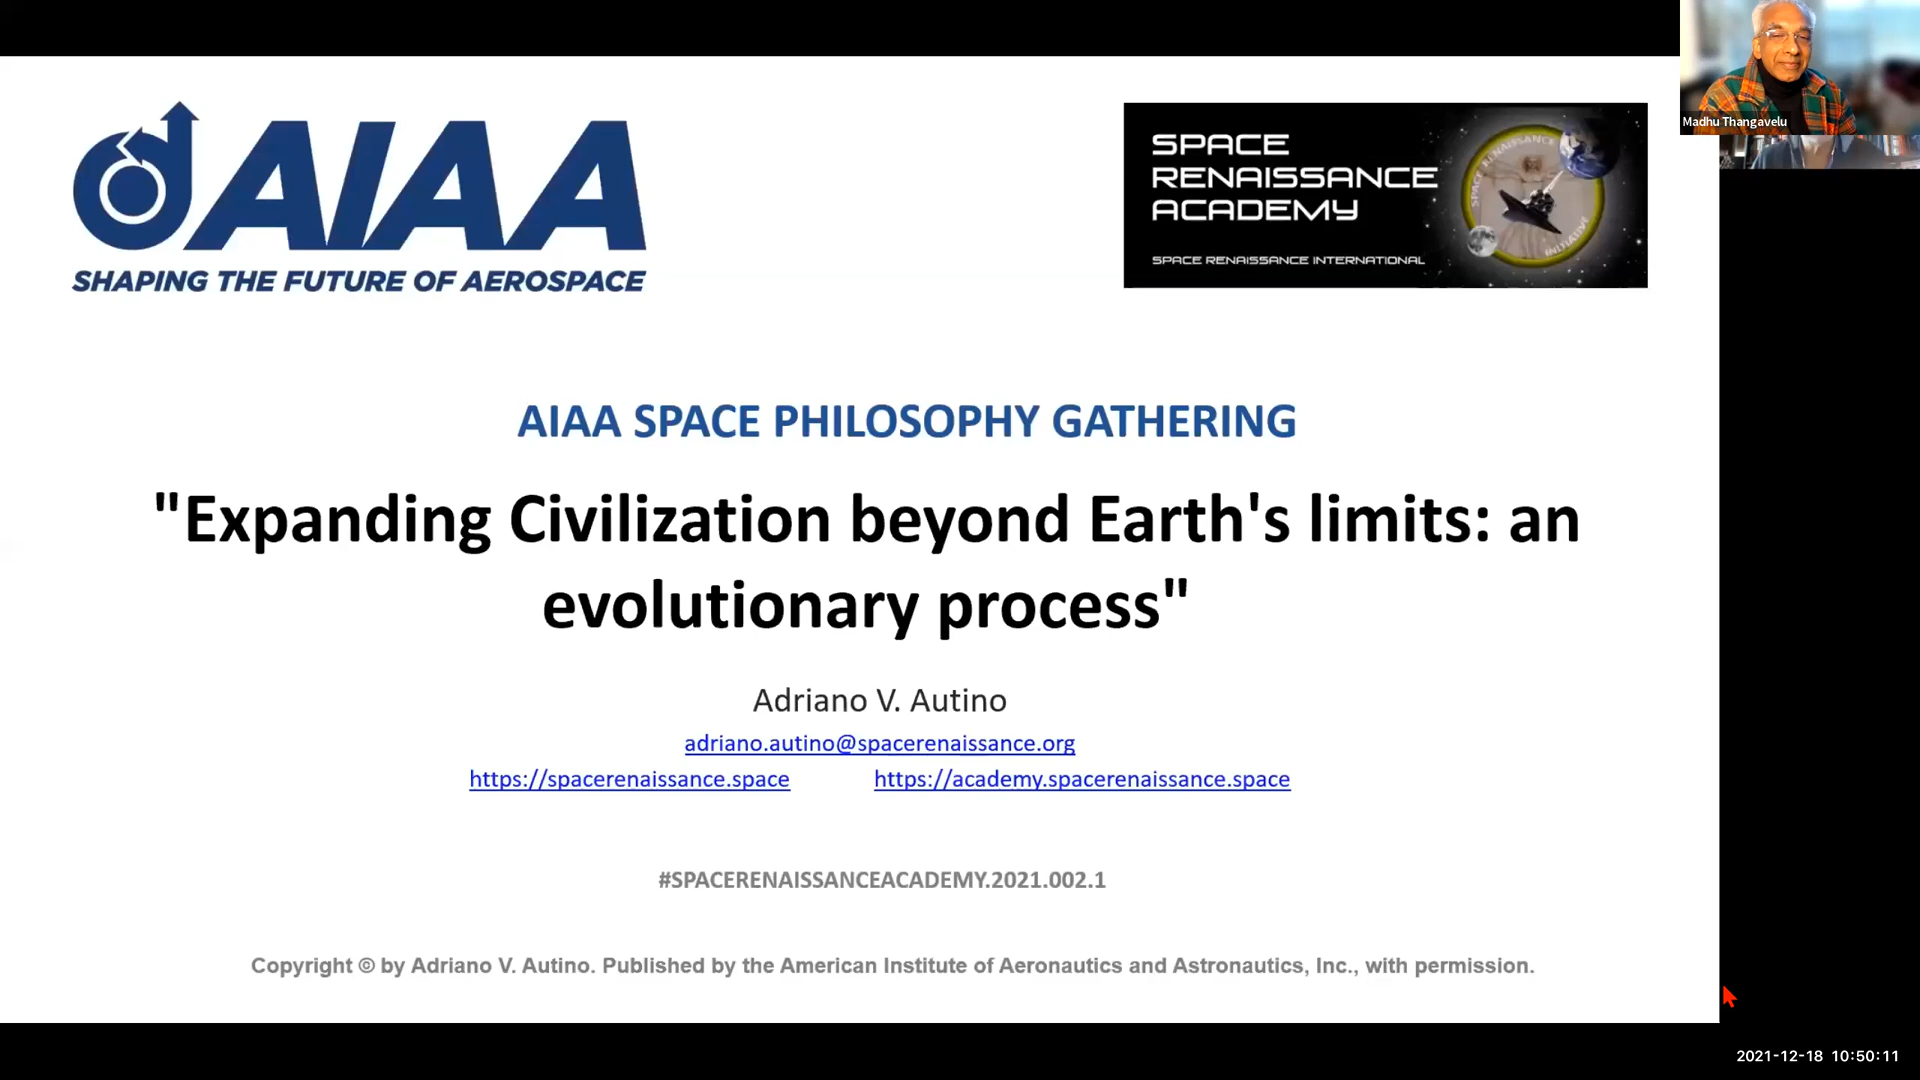 Madhu Thangavelu
AIAA
SHAPING THE FUTURE OF AEROSPACE
SPACE
RENAISSANCE
ACADEMY
SPACE RENAISSANCE INTERNATIONAL
SPACE RENAISSANCE
INITIATIVE
AIAA SPACE PHILOSOPHY GATHERING
"Expanding Civilization beyond Earth's limits: an
evolutionary process"
Adriano V. Autino
adriano.autino@spacerenaissance.org
https://spacerenaissance.space
https://academy.spacerenaissance.space
#SPACERENAISSANCEACADEMY.2021.002.1
Copyright © by Adriano V. Autino. Published by the American Institute of Aeronautics and Astronautics, Inc., with permission.
2021-12-18 10:50:11